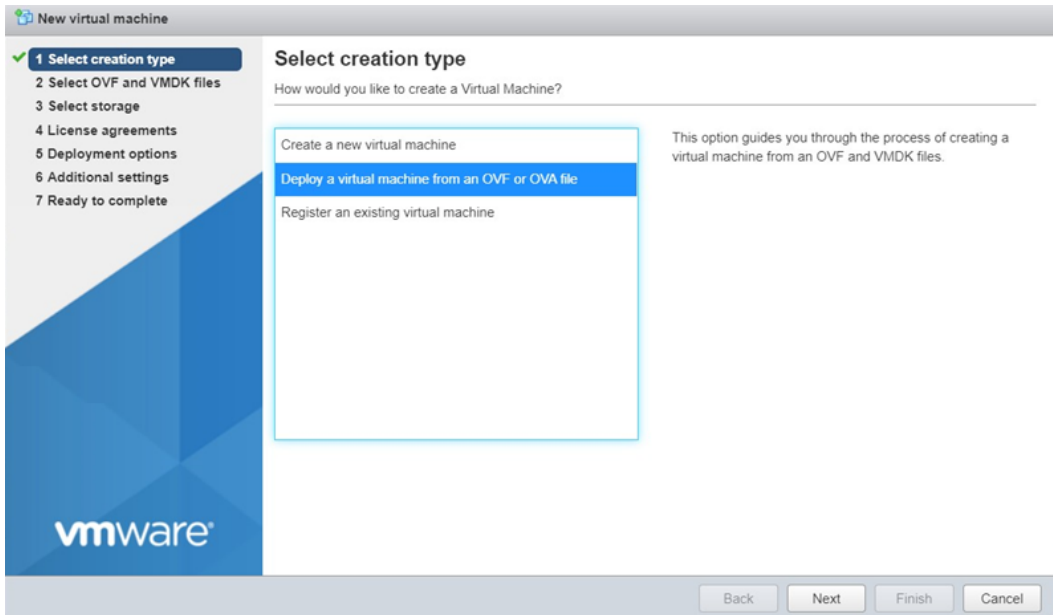 New virtual machine
1 Select creation type
2 Select OVF and VMDK files
3 Select storage
4 License agreements
5 Deployment options
6 Additional settings
7 Ready to complete
vmware
Select creation type
How would you like to create a Virtual Machine?
Create a new virtual machine
Deploy a virtual machine from an OVF or OVA file
Register an existing virtual machine
This option guides you through the process of creating a
virtual machine from an OVF and VMDK files.
Back Next Finish Cancel